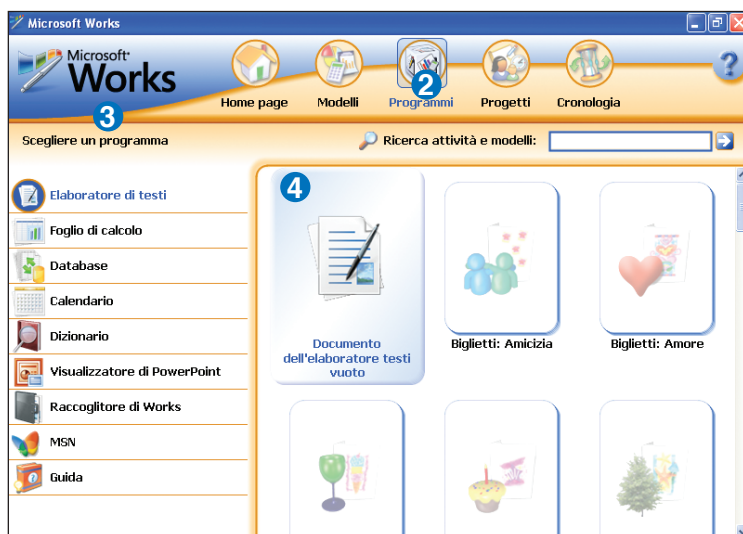 Microsoft Works
Microsoft®
Works
Home page
Modelli
2
Programmi
Progetti
Cronologia
?
3
Scegliere un programma
Ricerca attività e modelli:
Elaboratore di testi
Foglio di calcolo
Database
Calendario
Dizionario
Visualizzatore di PowerPoint
Raccoglitore di Works
MSN
Guida
4
Documento
dell'elaboratore testi
vuoto
Biglietti: Amicizia
Biglietti: Amore